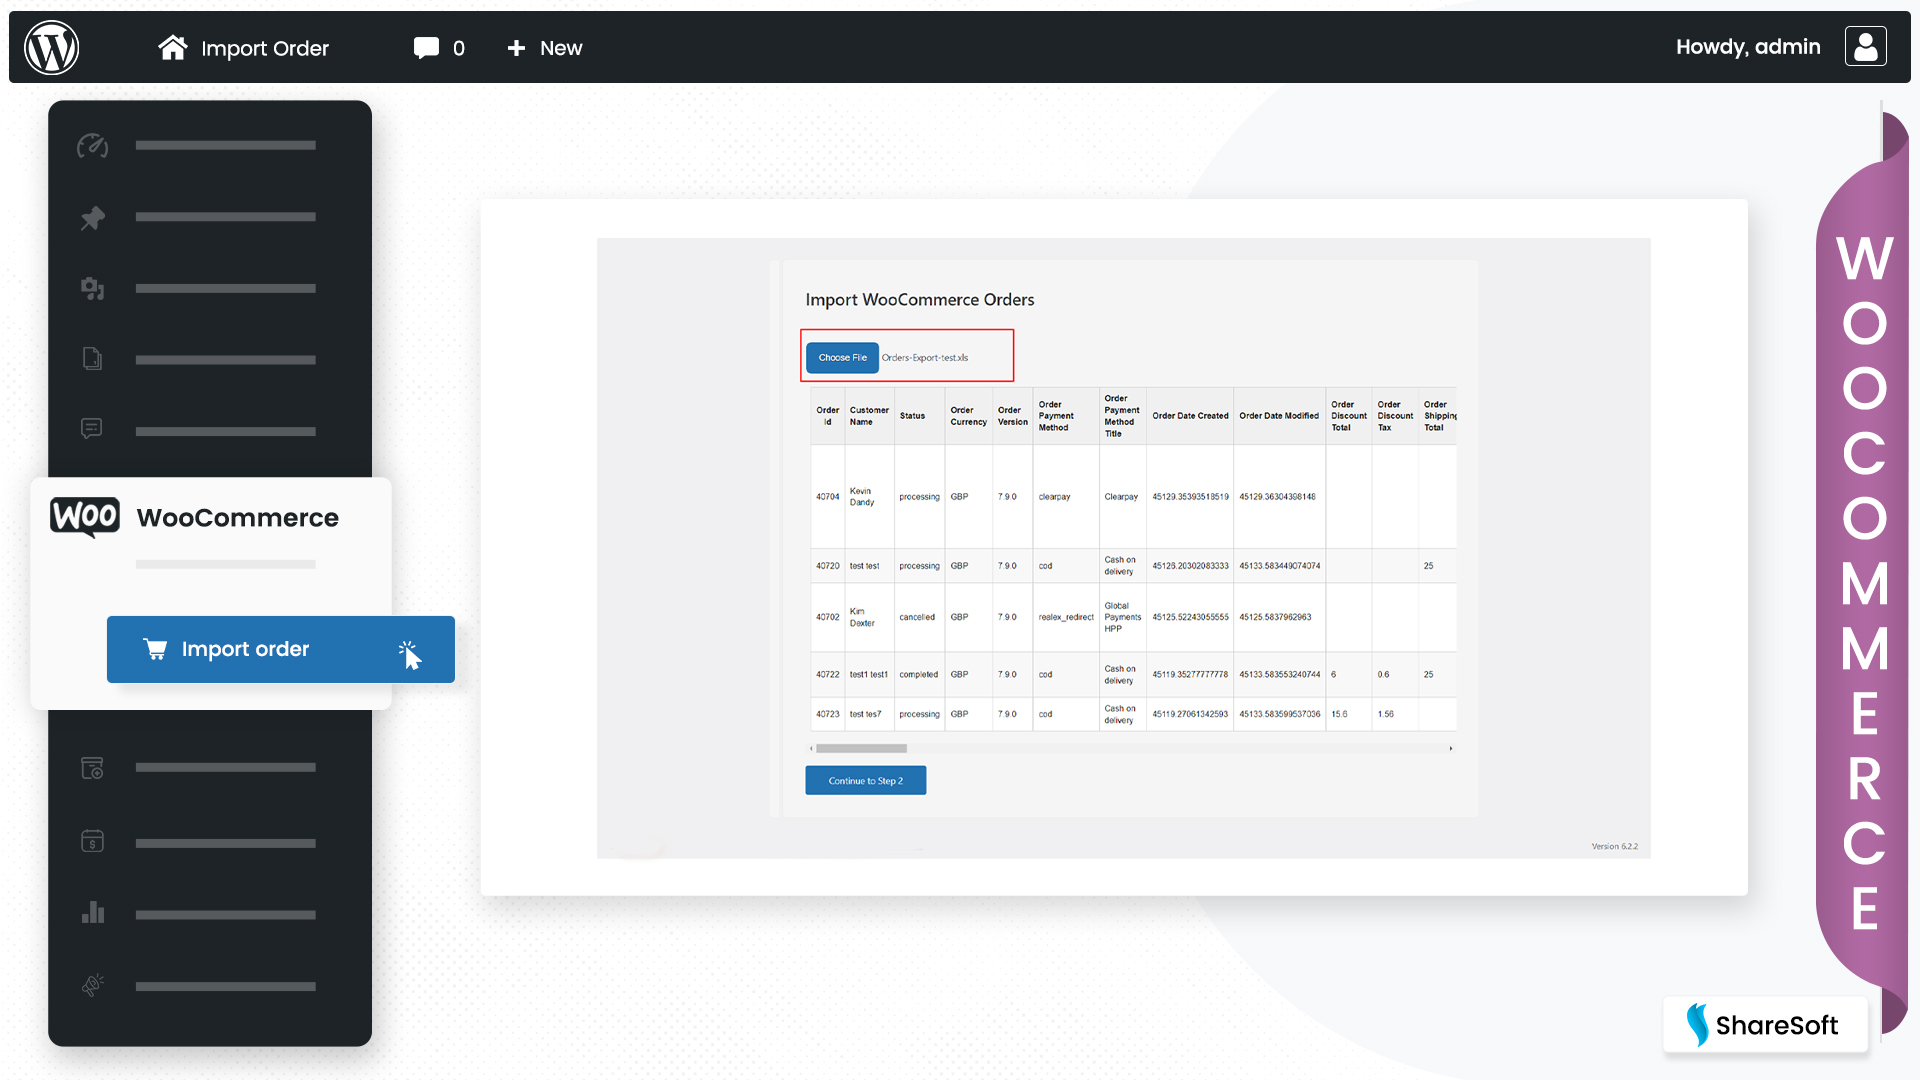 Import Order
0
New
Howdy, admin
WOO WooCommerce
Import order
Import WooCommerce Orders
Choose File Orders-Export-test.xls
Order Id Customer Name Status Order Currency Order Version Order Payment Method Order Payment Method Title Order Date Created Order Date Modified Order Discount Total Order Discount Tax Order Shipping Total
40704 Kevin Dandy processing GBP 7.9.0 clearpay Clearpay 45129.35393518519 45129.36304398148
40720 test test processing GBP 7.9.0 cod Cash on delivery 45126.20302083333 45133.583449074074 25
40702 Kim Dexter cancelled GBP 7.9.0 realex_redirect Global Payments HPP 45125.52243055555 45125.5837962963
40722 test1 test1 completed GBP 7.9.0 cod Cash on delivery 45119.35277777778 45133.583553240744 6 0.6 25
40723 test tes7 processing GBP 7.9.0 cod Cash on delivery 45119.27061342593 45133.583599537036 15.6 1.56
Continue to Step 2
Version 6.2.2
WOOCOMMERCE
ShareSoft